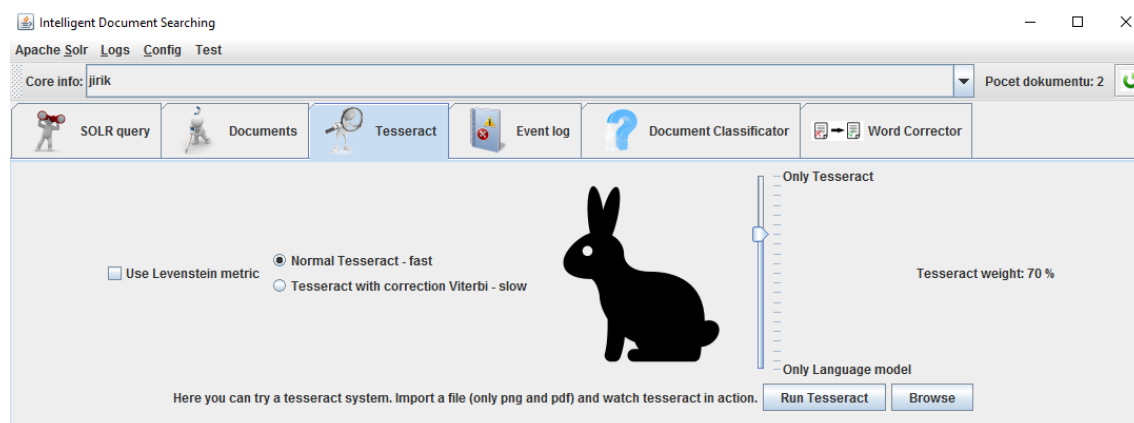 Intelligent Document Searching
Apache Solr Logs Config Test
Core info: jirik Pocet dokumentu: 2
SOLR query Documents Tesseract Event log Document Classificator Word Corrector
Only Tesseract
Normal Tesseract - fast
Use Levenstein metric Tesseract weight: 70 %
Tesseract with correction Viterbi - slow
Only Language model
Here you can try a tesseract system. Import a file (only png and pdf) and watch tesseract in action. Run Tesseract Browse